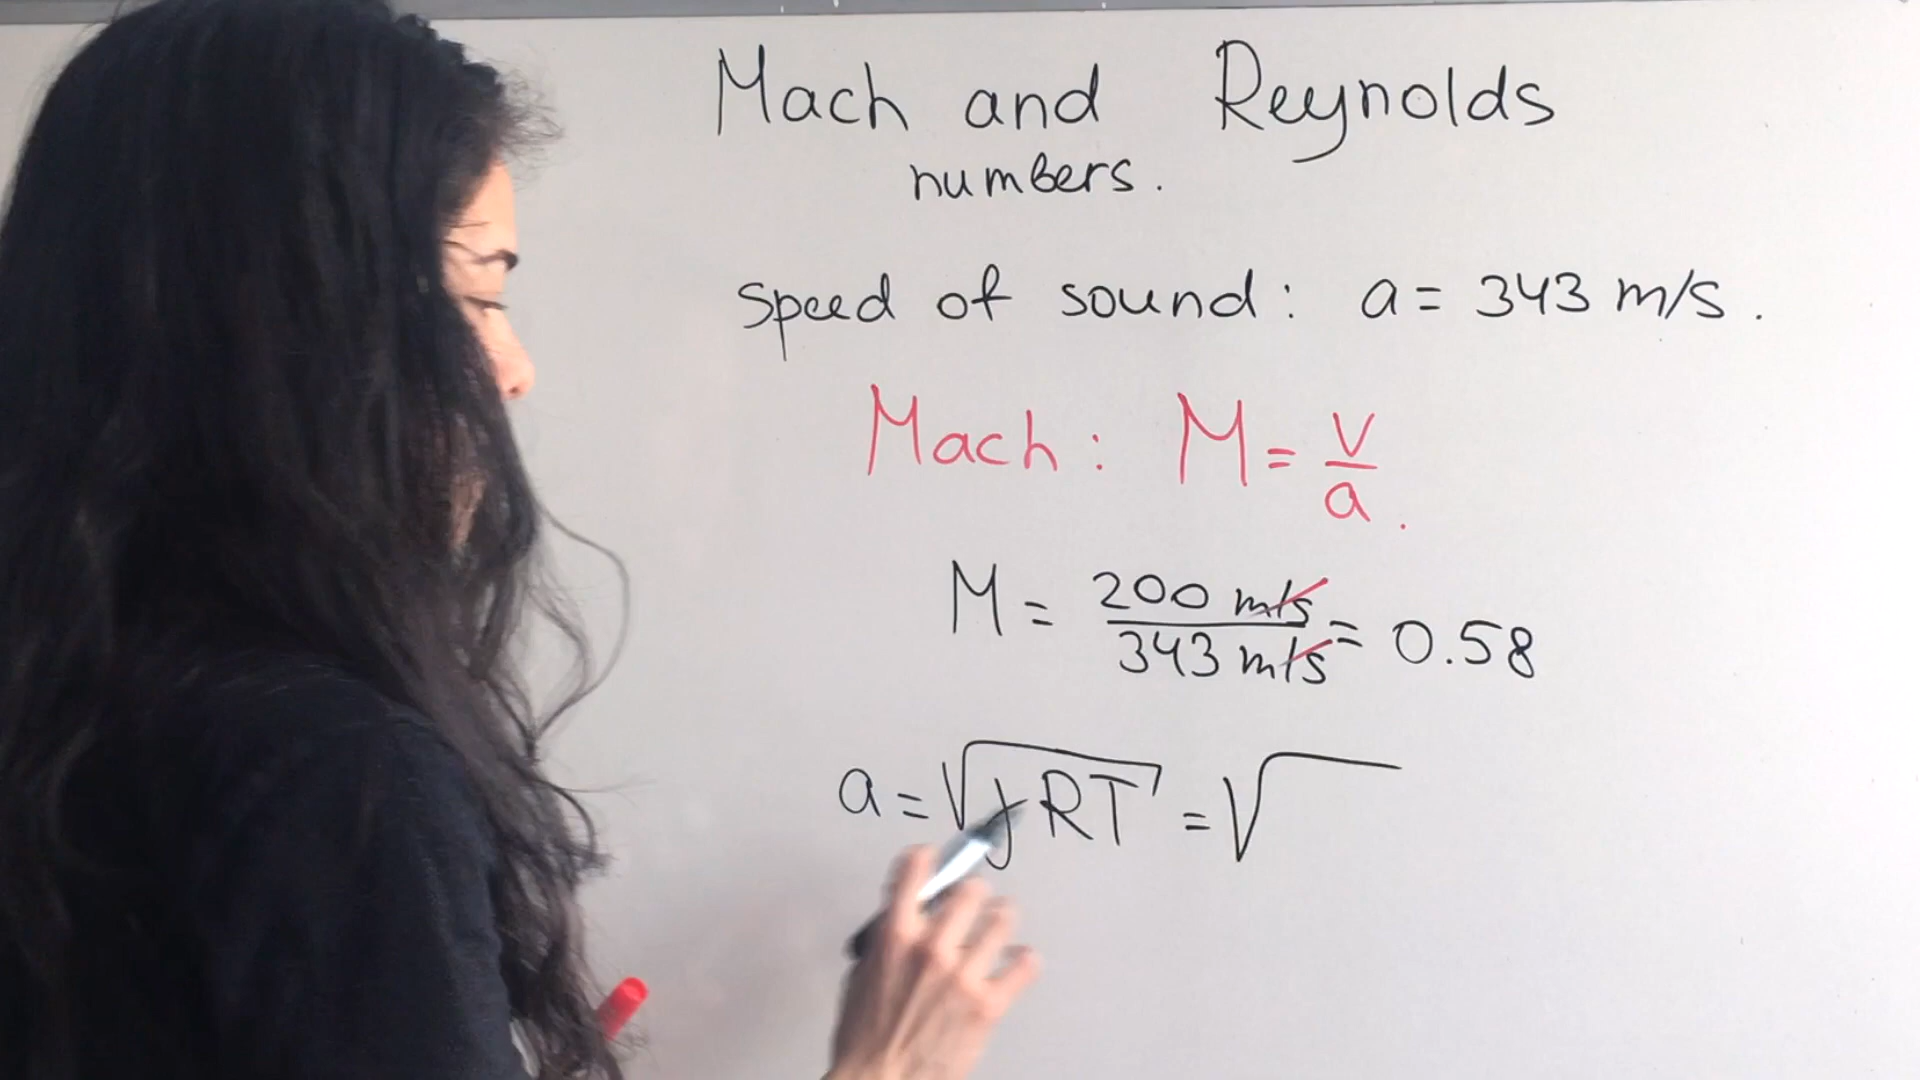 Mach and Reynolds
numbers.
speed of sound: a = 343 m/s.
Mach: M = v/a.
M = 200 m/s / 343 m/s = 0.58
a = √γRT = √